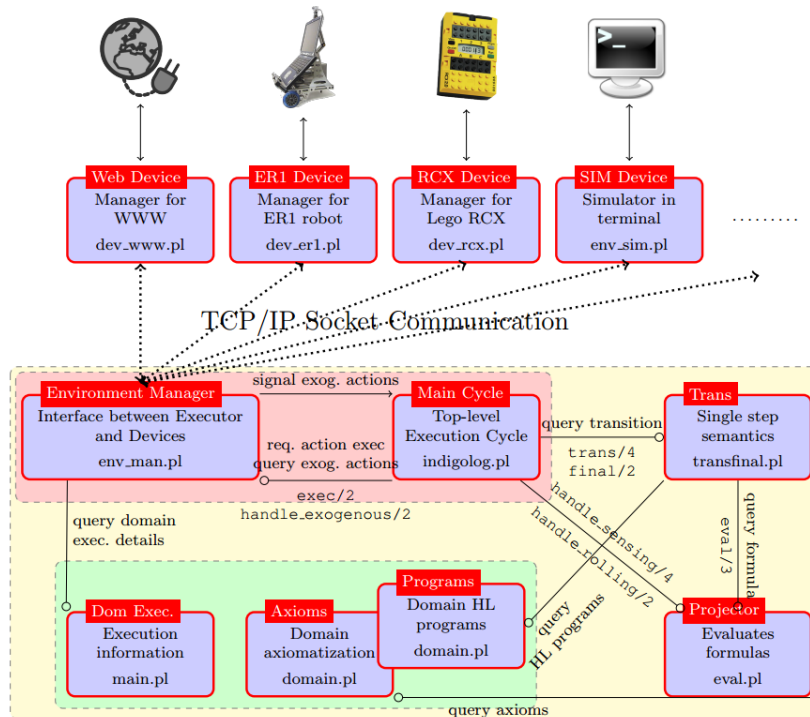 >_
Web Device
Manager for
WWW
dev_www.pl
ER1 Device
Manager for
ER1 robot
dev_er1.pl
RCX Device
Manager for
Lego RCX
dev_rcx.pl
SIM Device
Simulator in
terminal
env_sim.pl
.........
TCP/IP Socket Communication
Environment Manager
Interface between Executor
and Devices
env_man.pl
signal exog. actions
req. action exec
query exog. actions
exec/2
handle_exogenous/2
Main Cycle
Top-level
Execution Cycle
indigolog.pl
query transition
trans/4
final/2
Trans
Single step
semantics
transfinal.pl
query domain
exec. details
handle_sensing/4
handle_rolling/2
query formula
eval/3
query
HL programs
Dom Exec.
Execution
information
main.pl
Axioms
Domain
axiomatization
domain.pl
Programs
Domain HL
programs
domain.pl
Projector
Evaluates
formulas
eval.pl
query axioms